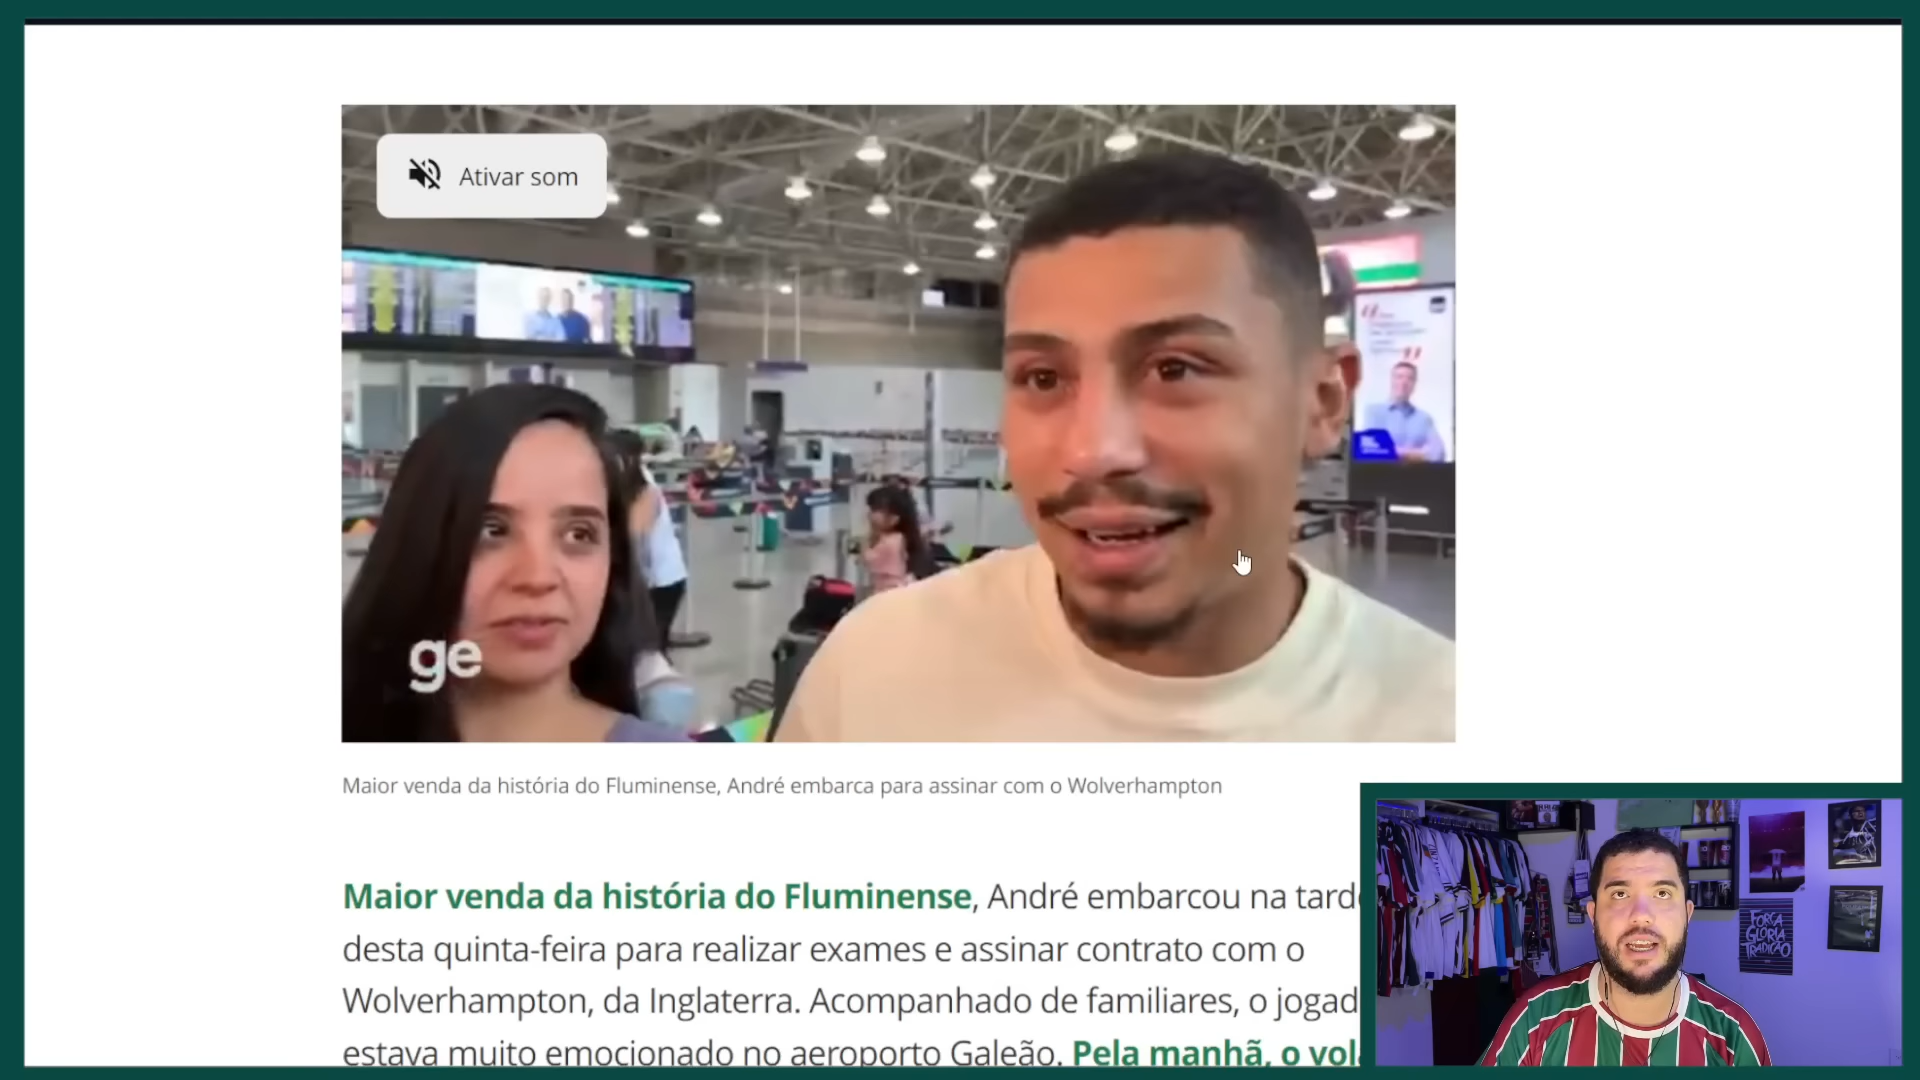 Ativar som
ge
Maior venda da história do Fluminense, André embarca para assinar com o Wolverhampton
Maior venda da história do Fluminense, André embarcou na tarde
desta quinta-feira para realizar exames e assinar contrato com o
Wolverhampton, da Inglaterra. Acompanhado de familiares, o jogad
estava muito emocionado no aeroporto Galeão. Pela manhã, o vol
FORÇA
GLÓRIA
TRADIÇÃO